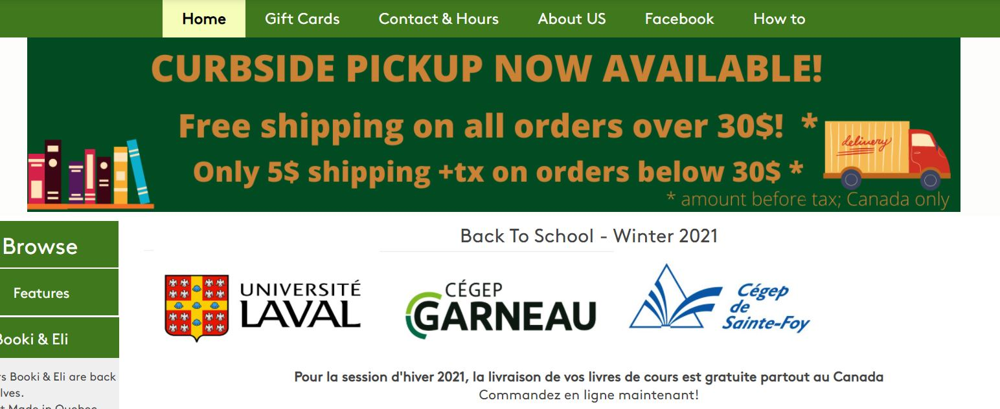 Home Gift Cards Contact & Hours About US Facebook How to
CURBSIDE PICKUP NOW AVAILABLE!
Free shipping on all orders over 30$! *
Only 5$ shipping +tx on orders below 30$ *
delivery
* amount before tax; Canada only
Browse
Features
Booki & Eli
Booki & Eli are back
Made in Quebec
Back To School - Winter 2021
UNIVERSITÉ
LAVAL
CÉGEP
GARNEAU
Cégep
de
Sainte-Foy
Pour la session d'hiver 2021, la livraison de vos livres de cours est gratuite partout au Canada
Commandez en ligne maintenant!